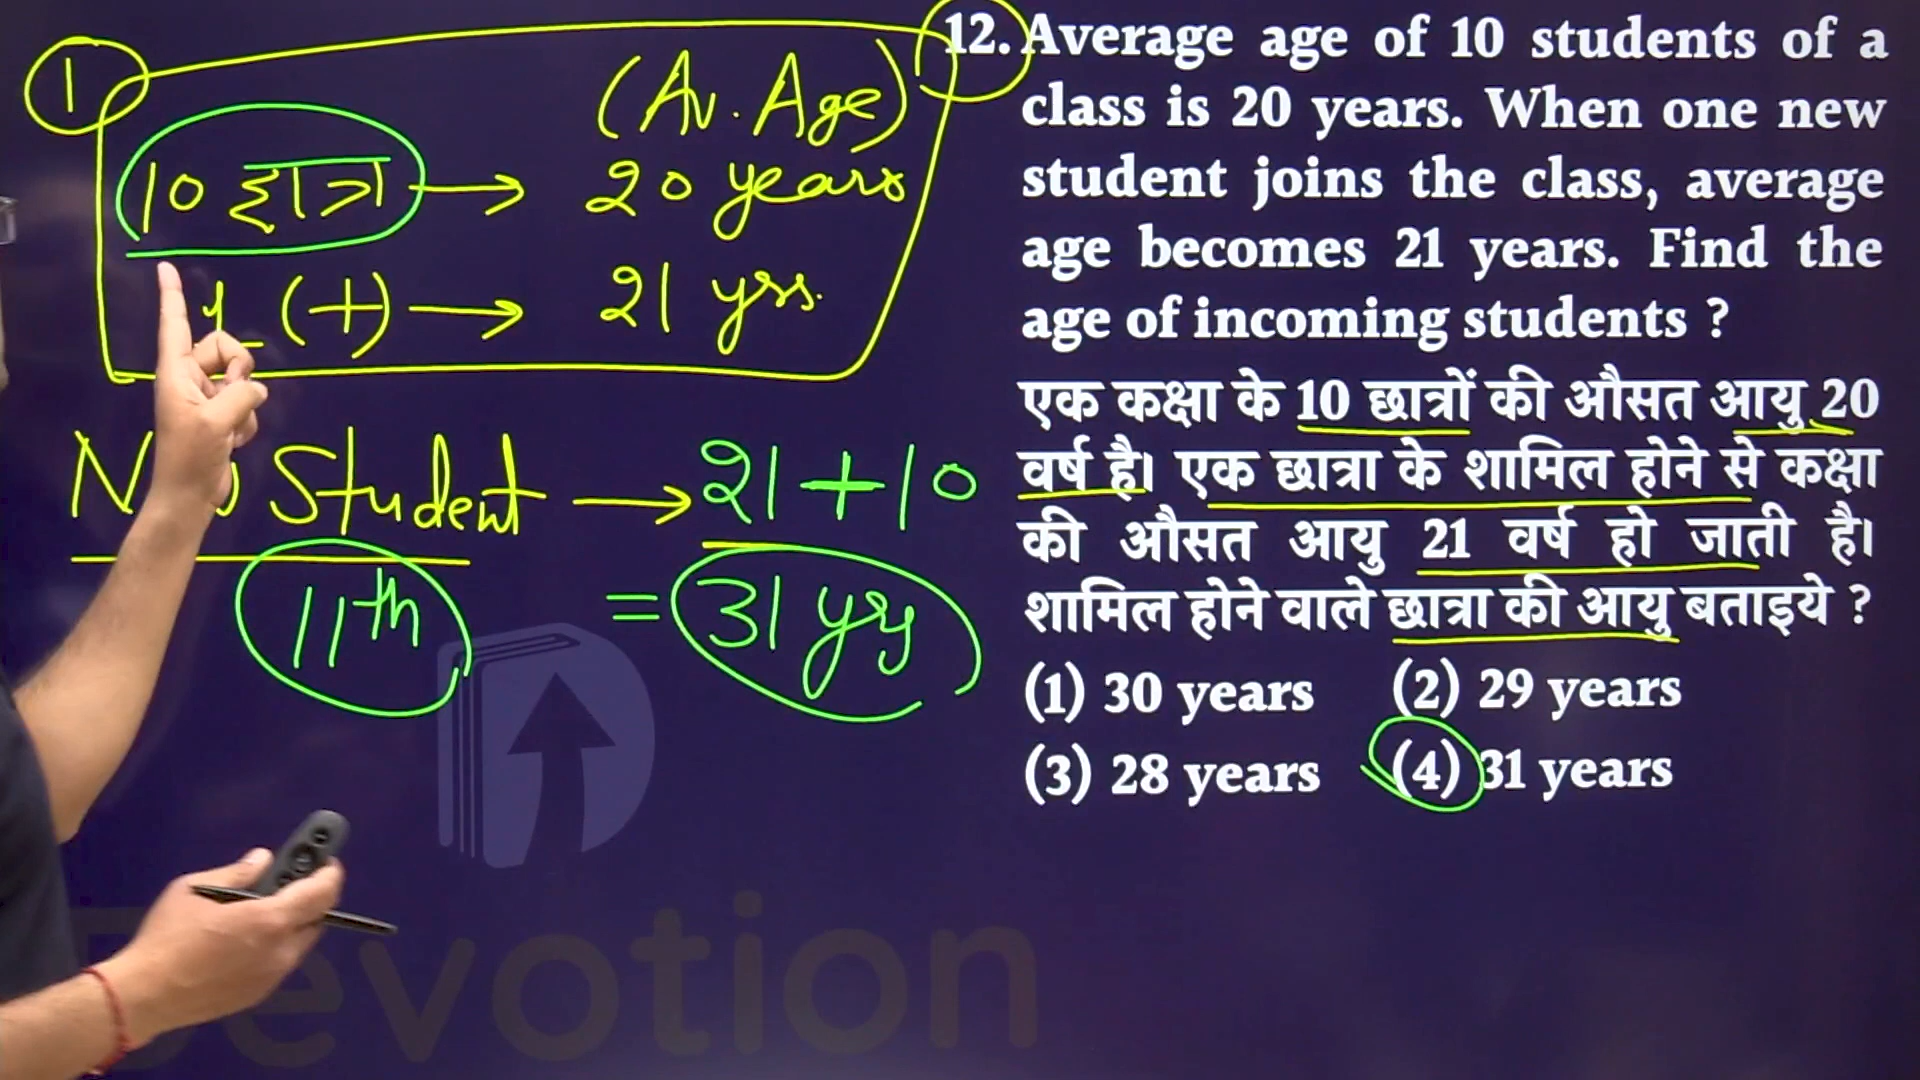 1
(Av. Age)
10 छात्र → 20 years
1 (+) → 21 yrs.
Student → 21+10
11th = 31 yrs
12. Average age of 10 students of a
class is 20 years. When one new
student joins the class, average
age becomes 21 years. Find the
age of incoming students ?
एक कक्षा के 10 छात्रों की औसत आयु 20
वर्ष है। एक छात्रा के शामिल होने से कक्षा
की औसत आयु 21 वर्ष हो जाती है।
शामिल होने वाले छात्रा की आयु बताइये ?
(1) 30 years (2) 29 years
(3) 28 years (4) 31 years
Devotion